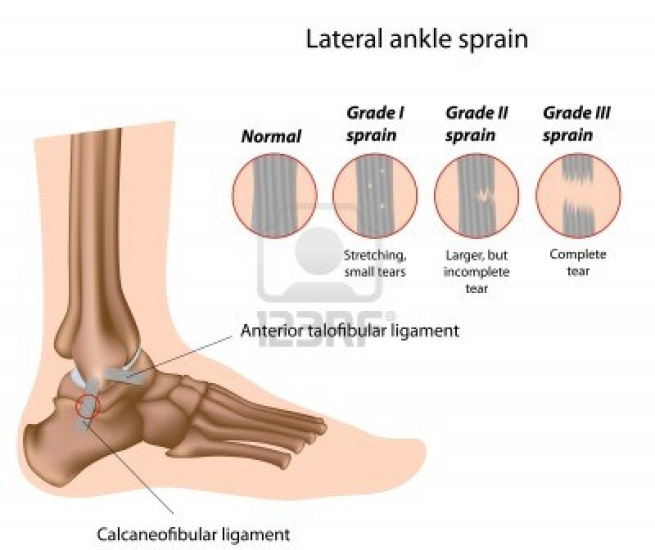 Lateral ankle sprain
Normal
Grade I
sprain
Grade II
sprain
Grade III
sprain
Stretching,
small tears
Larger, but
incomplete
tear
Complete
tear
123RF
Anterior talofibular ligament
Calcaneofibular ligament